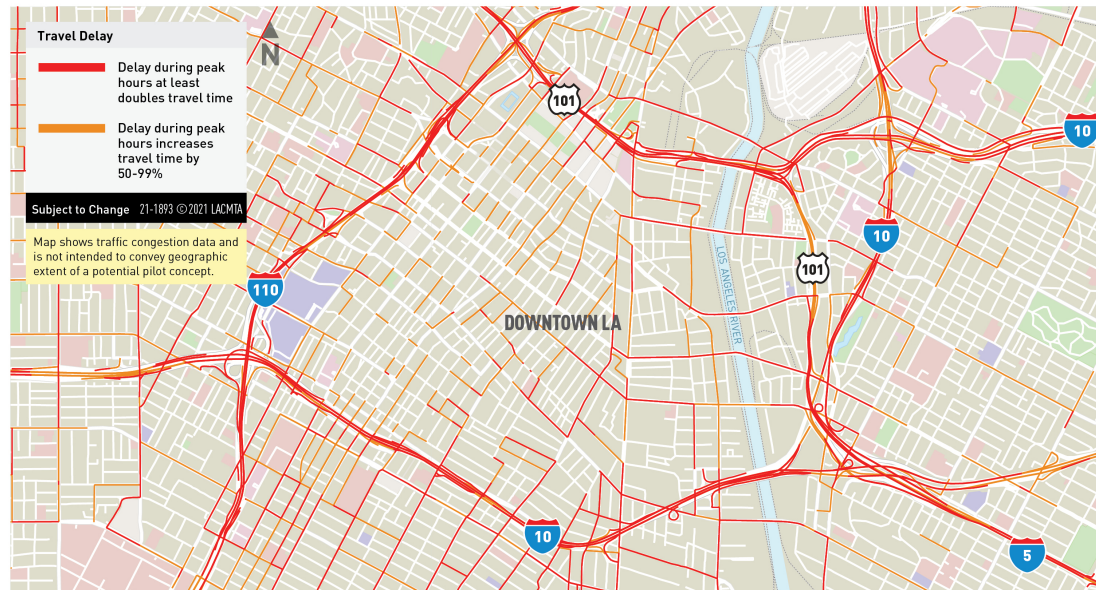 Travel Delay
Delay during peak
hours at least
doubles travel time
Delay during peak
hours increases
travel time by
50-99%
Subject to Change 21-1893 ©2021 LACMTA
Map shows traffic congestion data and
is not intended to convey geographic
extent of a potential pilot concept.
N
101
10
10
101
110
LOS ANGELES RIVER
DOWNTOWN LA
10
5